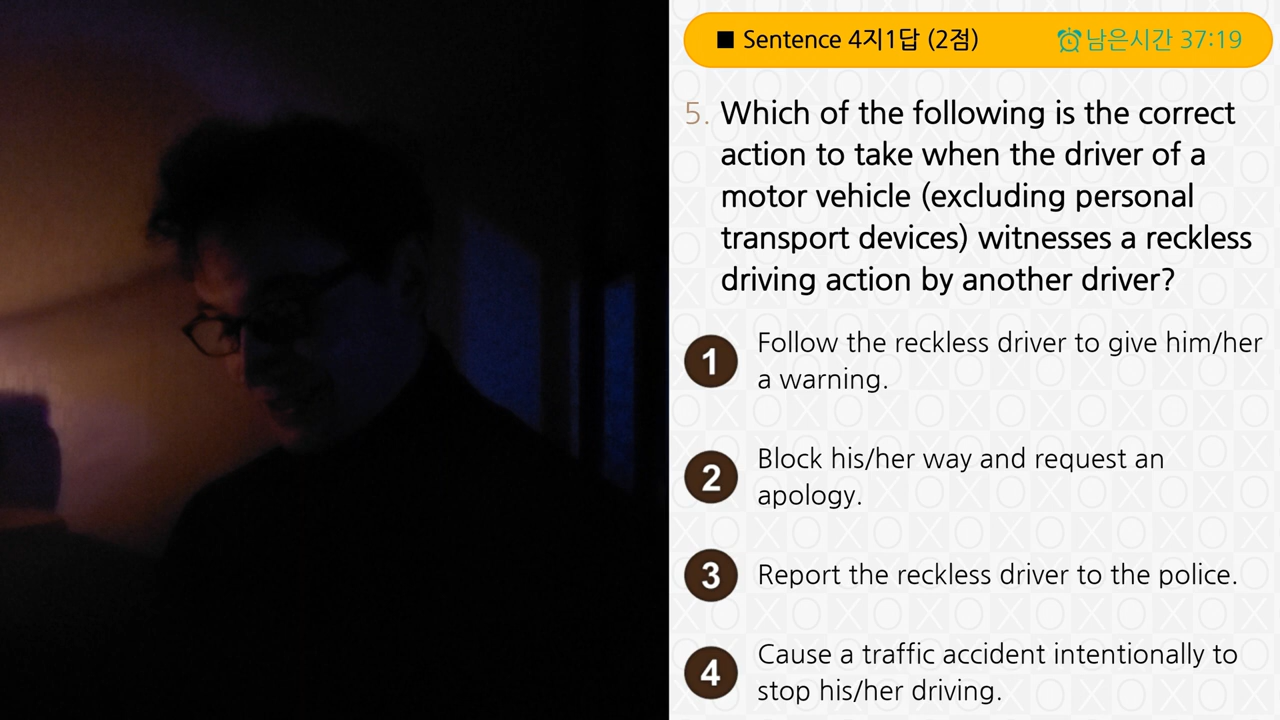 ■ Sentence 4지1답 (2점) 남은시간 37:19
5. Which of the following is the correct
action to take when the driver of a
motor vehicle (excluding personal
transport devices) witnesses a reckless
driving action by another driver?
1 Follow the reckless driver to give him/her
a warning.
2 Block his/her way and request an
apology.
3 Report the reckless driver to the police.
4 Cause a traffic accident intentionally to
stop his/her driving.